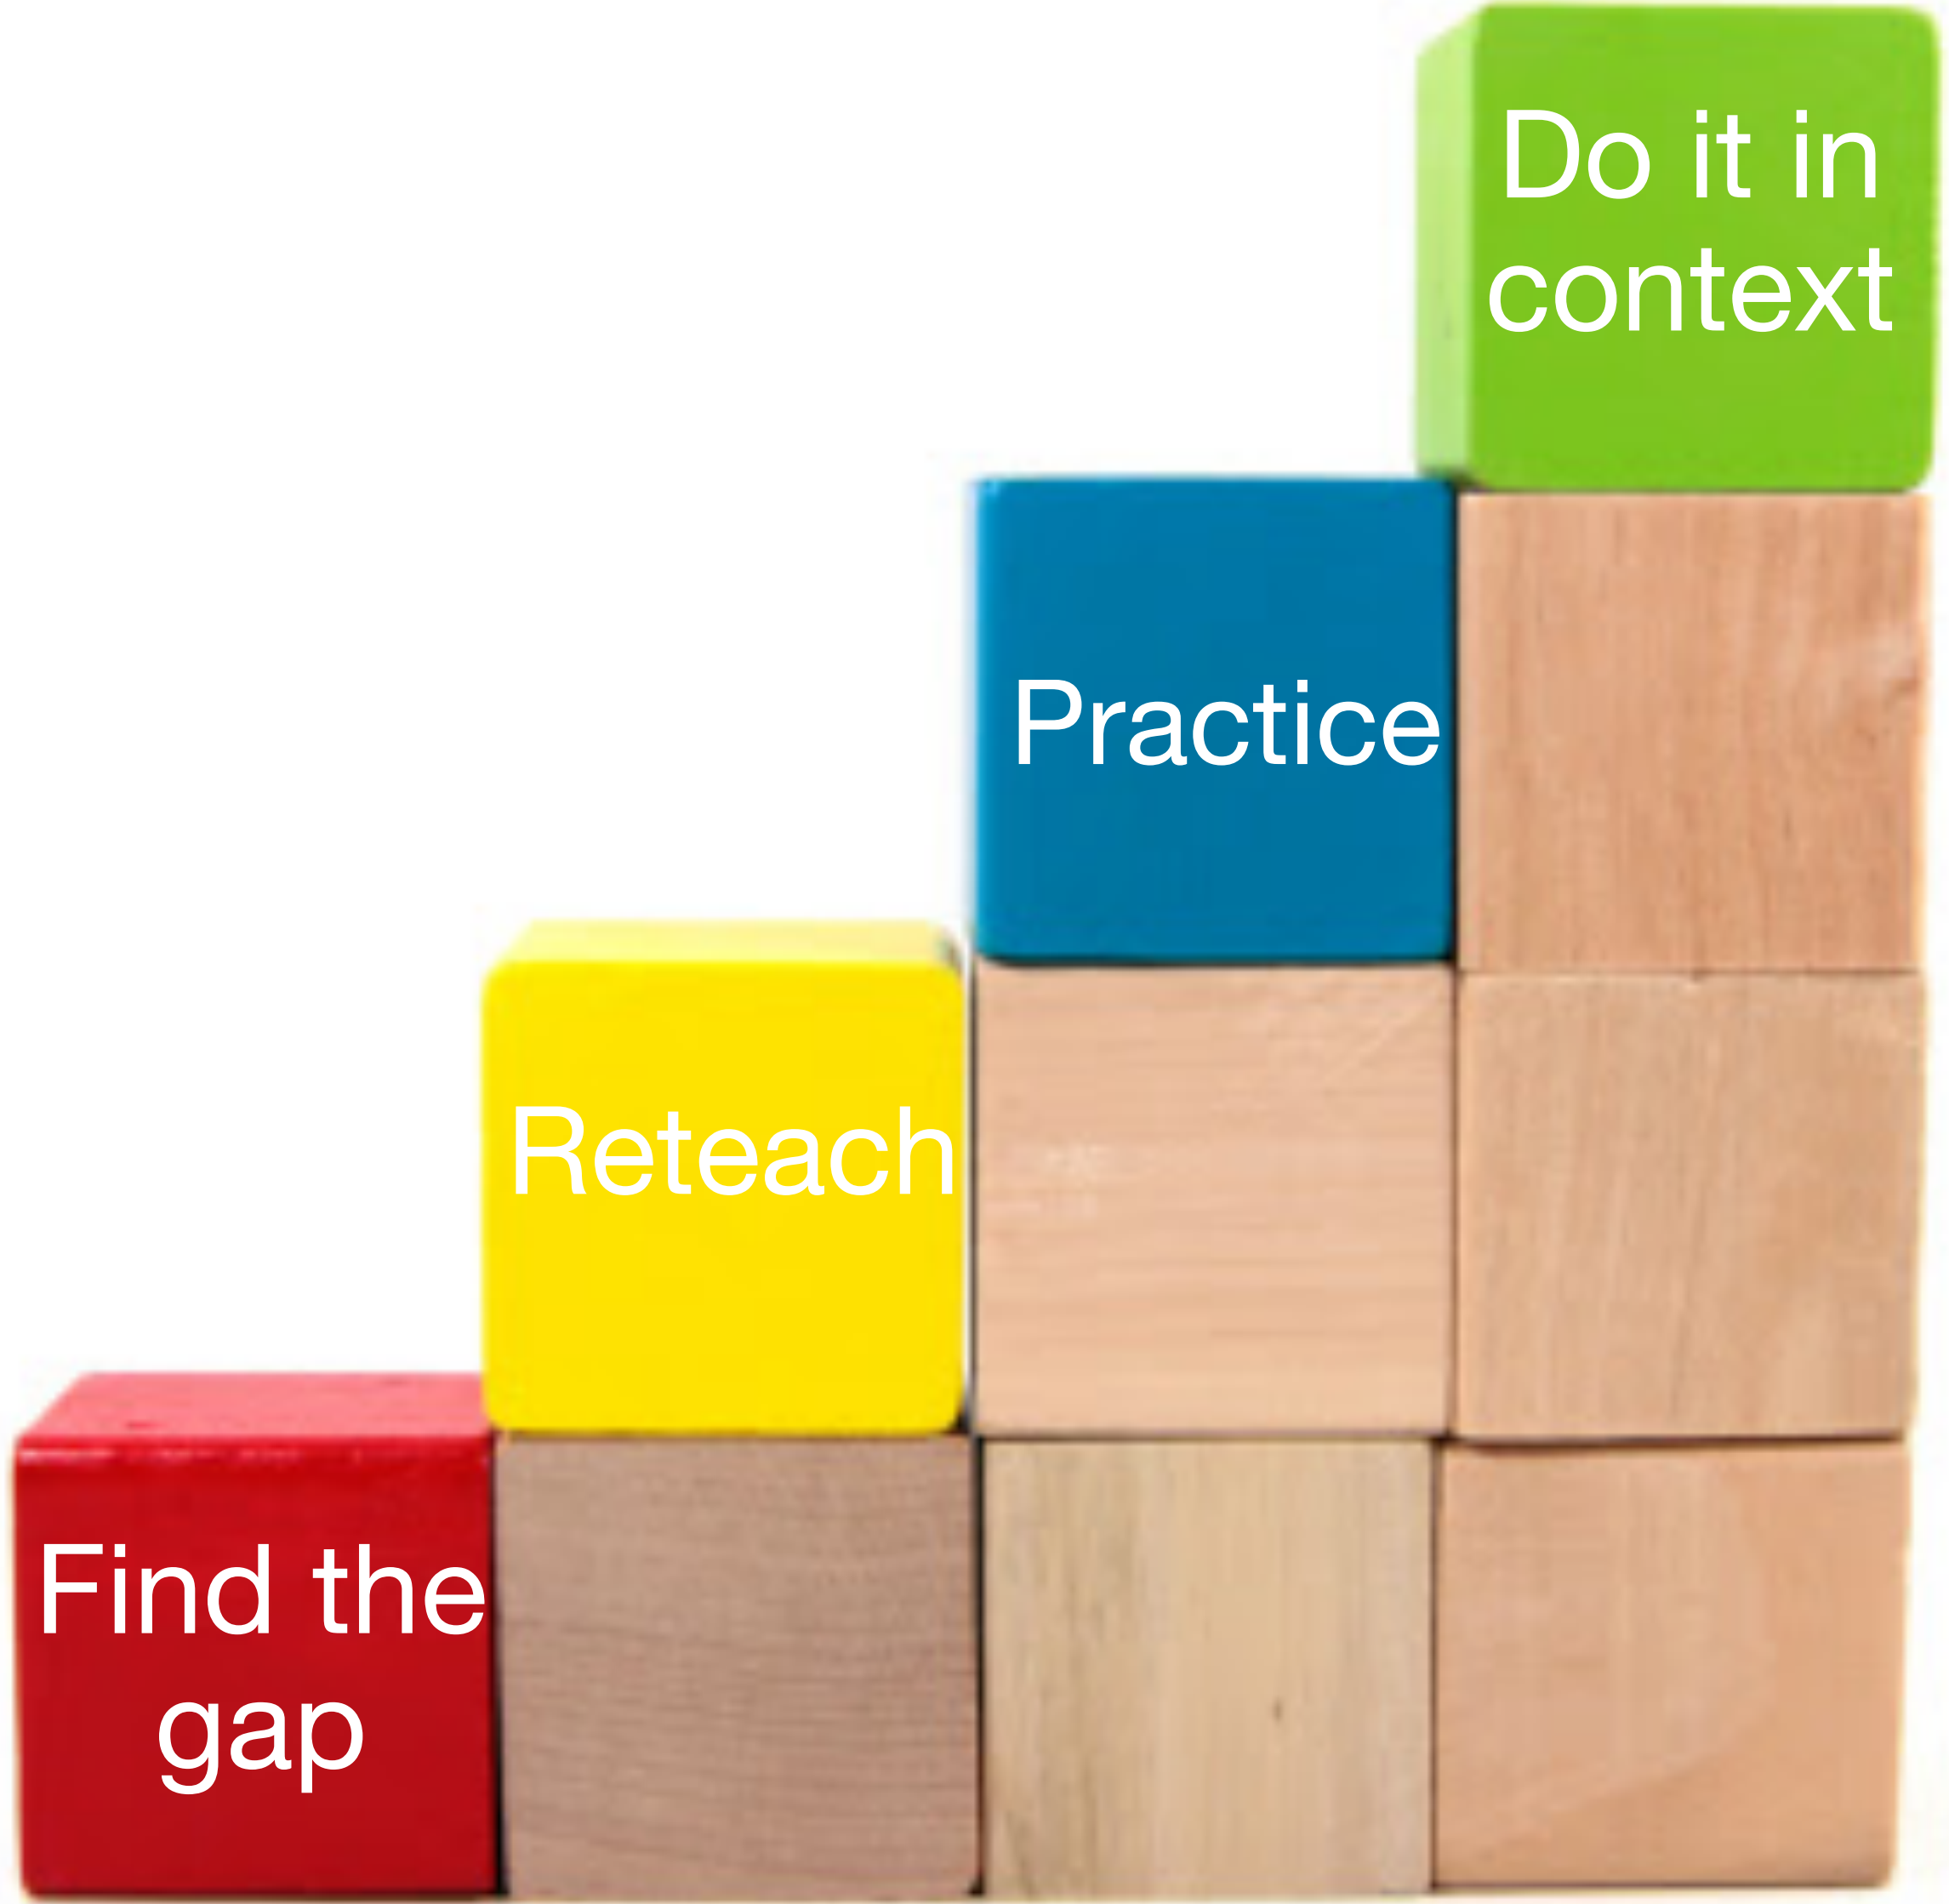 Do it in
context
Practice
Reteach
Find the
gap